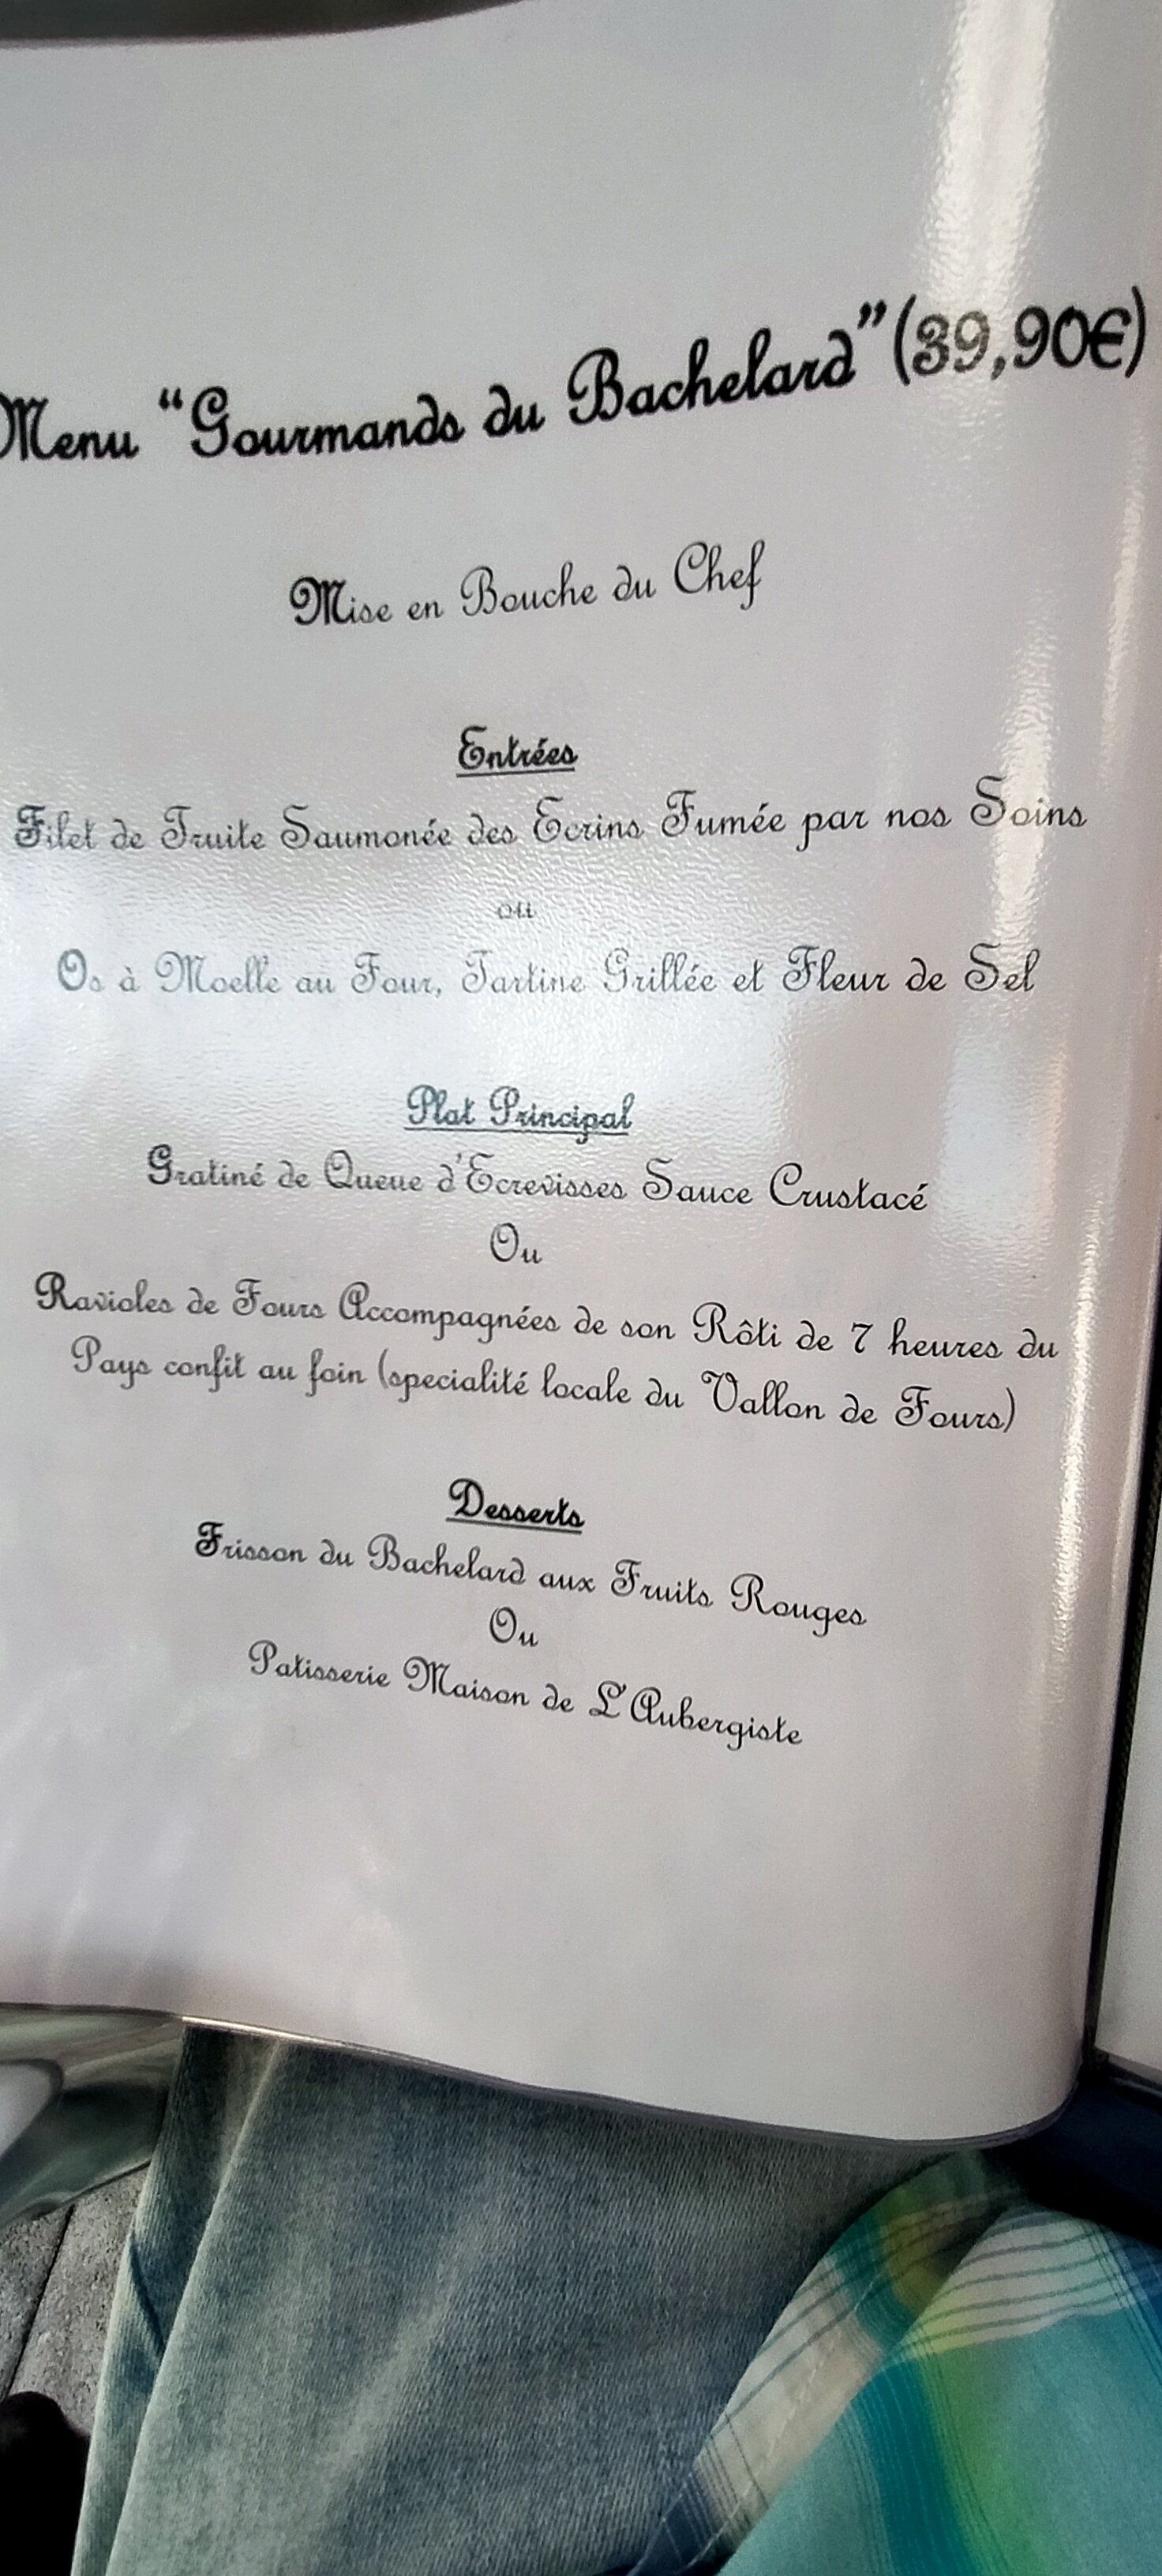 Menu “Gourmands du Bachelard” (39,90€)
Mise en Bouche du Chef
Entrées
Filet de Truite Saumonée des Ecrins Fumée par nos Soins
ou
Os à Moelle au Four, Tartine Grillée et Fleur de Sel
Plat Principal
Gratiné de Queue d'Ecrevisses Sauce Crustacé
Ou
Ravioles de Fours Accompagnées de son Rôti de 7 heures du
Pays confit au foin (specialité locale du Vallon de Fours)
Desserts
Frisson du Bachelard aux Fruits Rouges
Ou
Patisserie Maison de L'Aubergiste